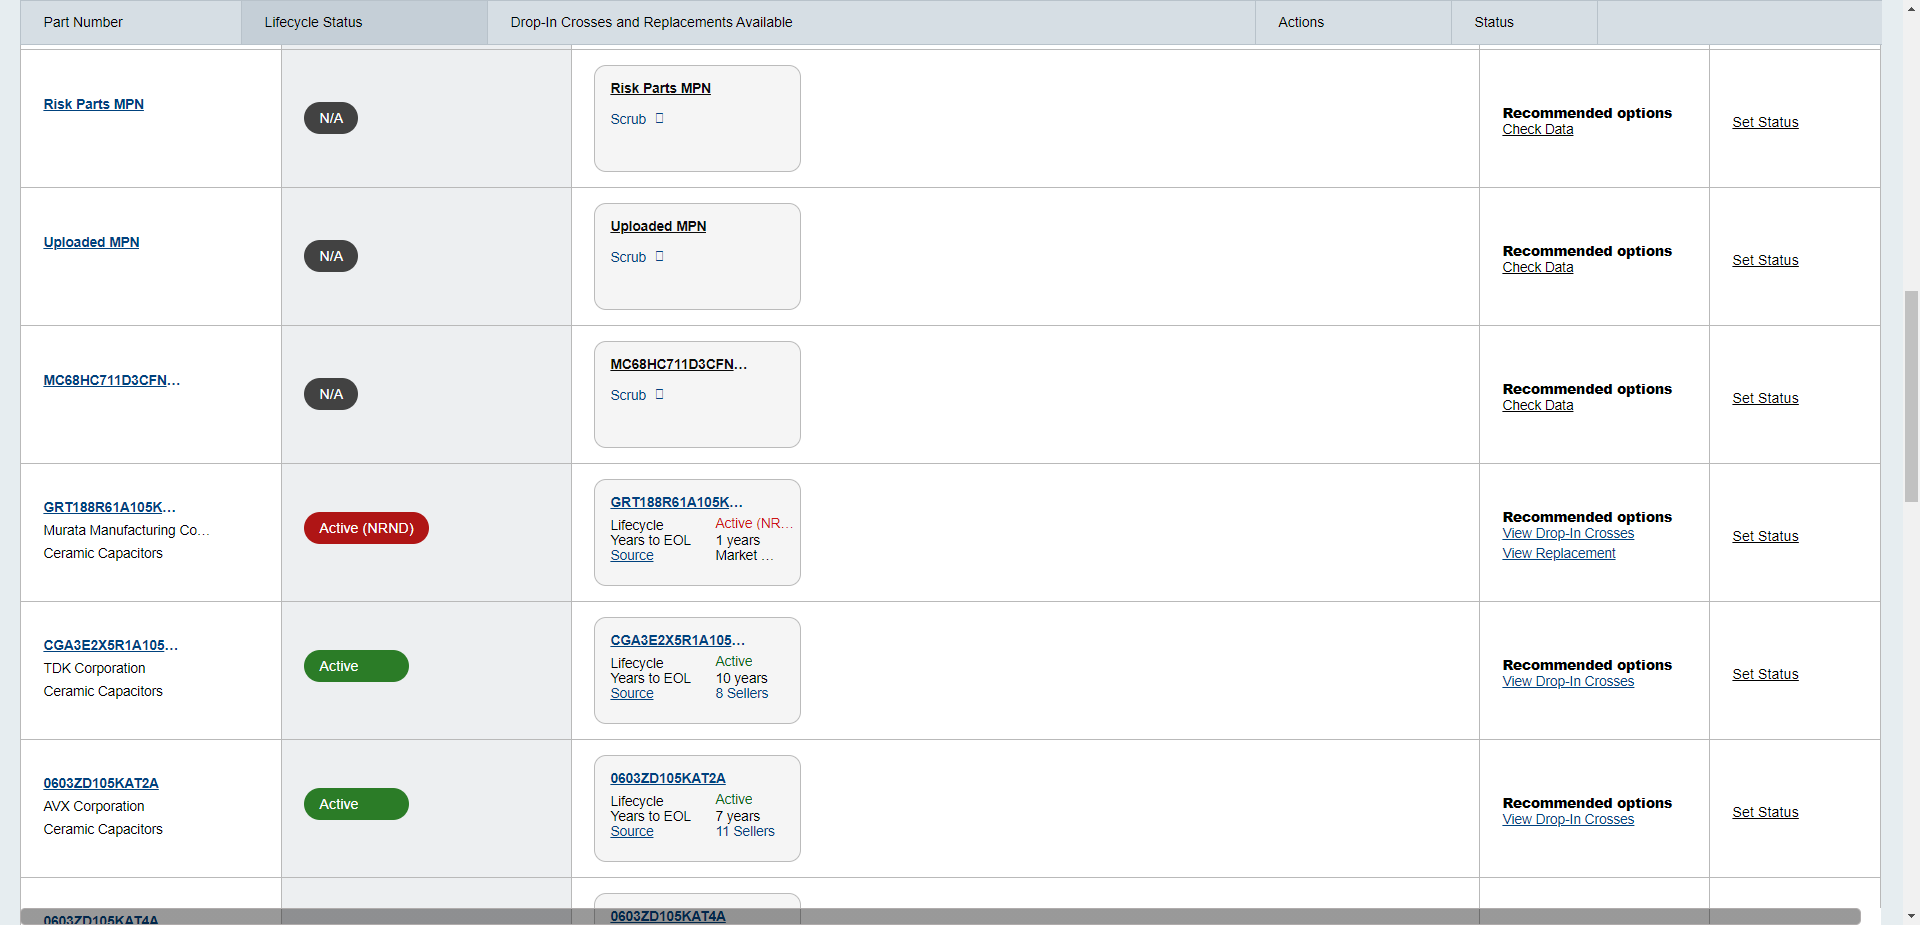 Part Number
Lifecycle Status
Drop-In Crosses and Replacements Available
Actions
Status
Risk Parts MPN
N/A
Risk Parts MPN
Scrub
Recommended options
Check Data
Set Status
Uploaded MPN
N/A
Uploaded MPN
Scrub
Recommended options
Check Data
Set Status
MC68HC711D3CFN...
N/A
MC68HC711D3CFN...
Scrub
Recommended options
Check Data
Set Status
GRT188R61A105K...
Murata Manufacturing Co...
Ceramic Capacitors
Active (NRND)
GRT188R61A105K...
Lifecycle Active (NR...
Years to EOL 1 years
Source Market ...
Recommended options
View Drop-In Crosses
View Replacement
Set Status
CGA3E2X5R1A105...
TDK Corporation
Ceramic Capacitors
Active
CGA3E2X5R1A105...
Lifecycle Active
Years to EOL 10 years
Source 8 Sellers
Recommended options
View Drop-In Crosses
Set Status
0603ZD105KAT2A
AVX Corporation
Ceramic Capacitors
Active
0603ZD105KAT2A
Lifecycle Active
Years to EOL 7 years
Source 11 Sellers
Recommended options
View Drop-In Crosses
Set Status
0603ZD105KAT4A
0603ZD105KAT4A